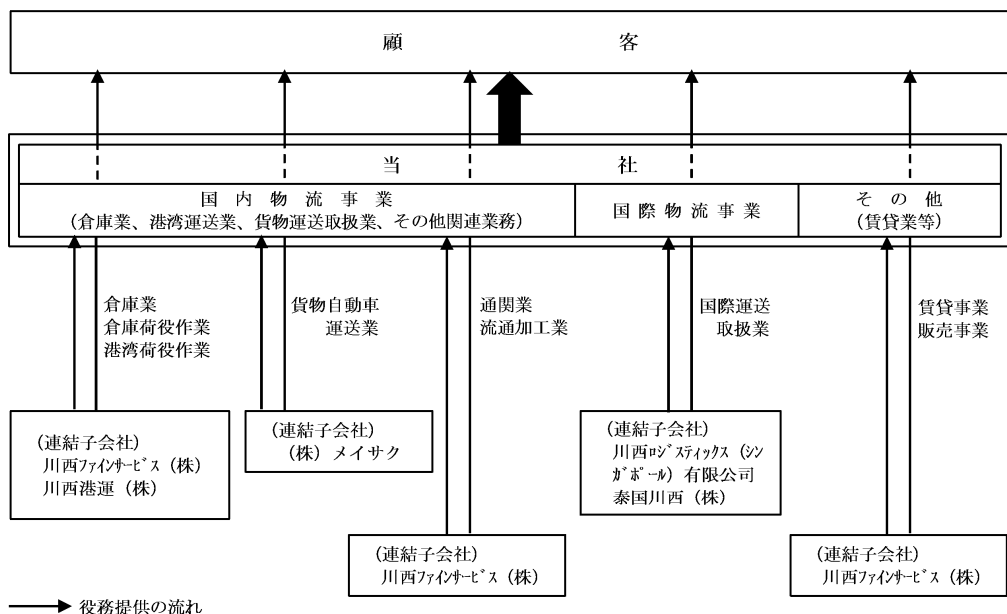 顧客
当社
国内物流事業
(倉庫業、港湾運送業、貨物運送取扱業、その他関連業務)
国際物流事業
その他
(賃貸業等)
倉庫業
倉庫荷役作業
港湾荷役作業
貨物自動車
運送業
通関業
流通加工業
国際運送
取扱業
賃貸事業
販売事業
(連結子会社)
川西ﾌｧｲﾝｻｰﾋﾞｽ(株)
川西港運(株)
(連結子会社)
(株)メイサク
(連結子会社)
川西ﾛｼﾞｽﾃｨｯｸｽ(ｼﾝ
ｶﾞﾎﾟｰﾙ)有限公司
泰国川西(株)
(連結子会社)
川西ﾌｧｲﾝｻｰﾋﾞｽ(株)
(連結子会社)
川西ﾌｧｲﾝｻｰﾋﾞｽ(株)
役務提供の流れ